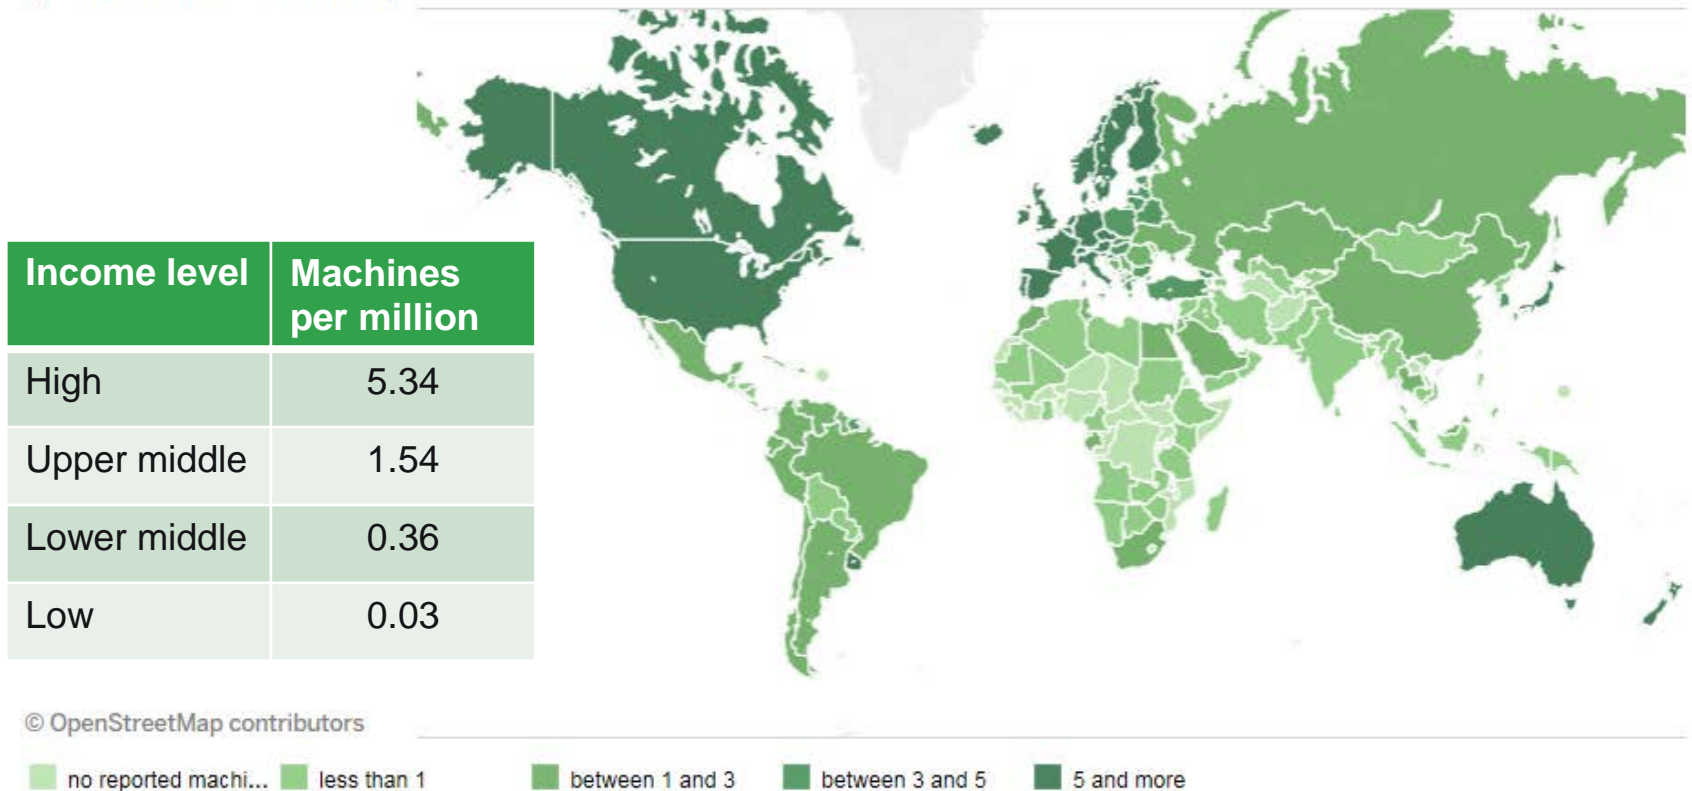 Income level Machines
per million
High 5.34
Upper middle 1.54
Lower middle 0.36
Low 0.03
© OpenStreetMap contributors
no reported machi... less than 1 between 1 and 3 between 3 and 5 5 and more